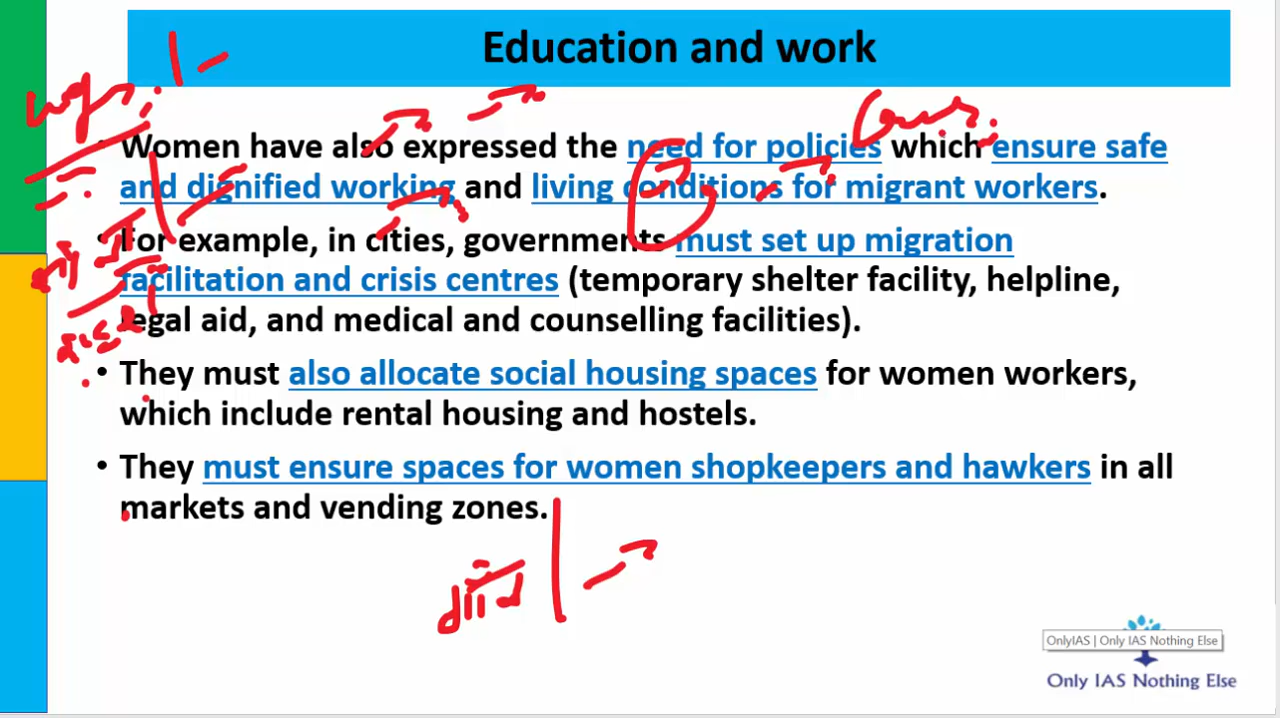 Education and work
• Women have also expressed the need for policies which ensure safe
and dignified working and living conditions for migrant workers.
• For example, in cities, governments must set up migration
facilitation and crisis centres (temporary shelter facility, helpline,
legal aid, and medical and counselling facilities).
• They must also allocate social housing spaces for women workers,
which include rental housing and hostels.
• They must ensure spaces for women shopkeepers and hawkers in all
markets and vending zones.
OnlyIAS | Only IAS Nothing Else
Only IAS Nothing Else